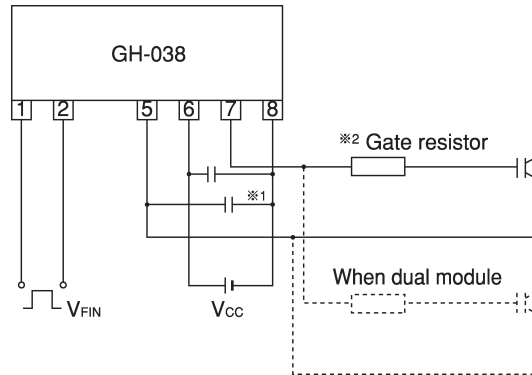 GH-038
1 2 5 6 7 8
※2 Gate resistor
※1
When dual module
VFIN
VCC